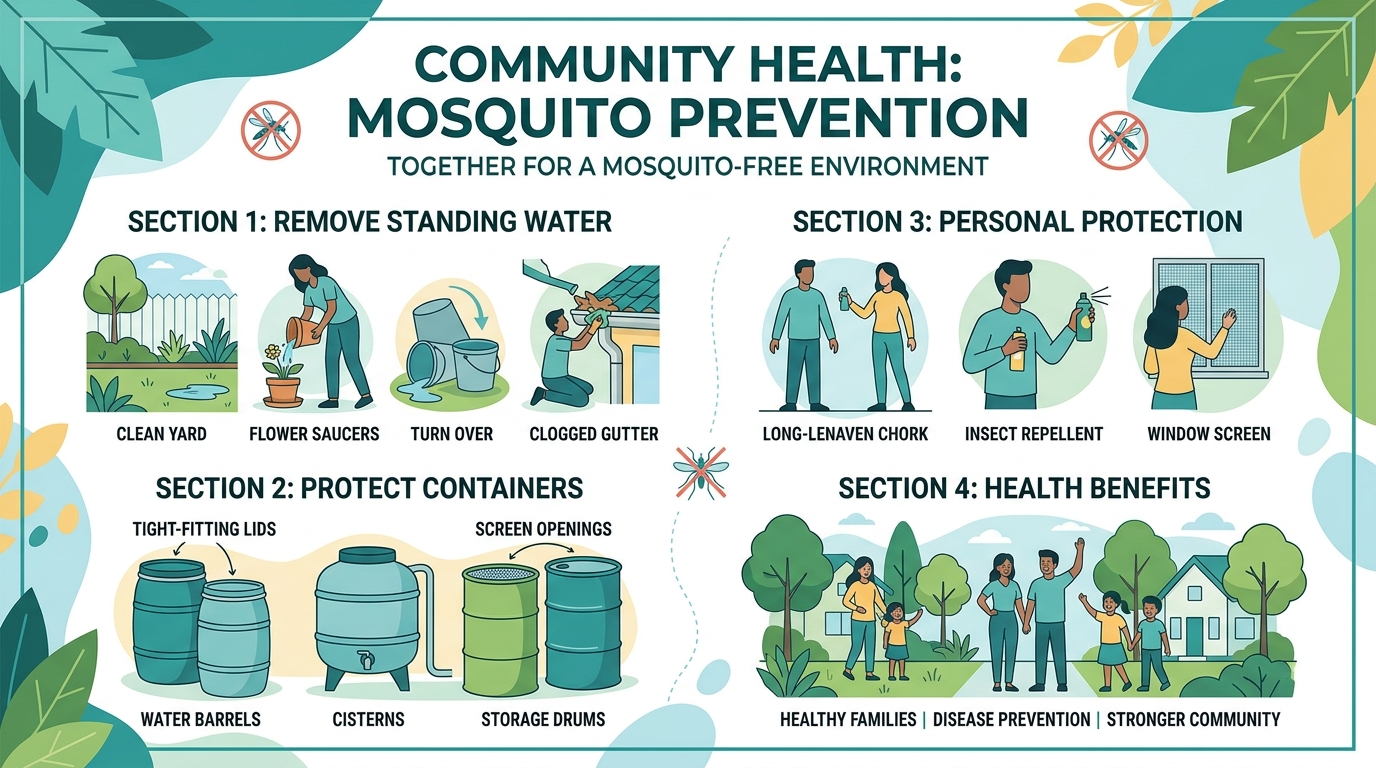 COMMUNITY HEALTH:
MOSQUITO PREVENTION
TOGETHER FOR A MOSQUITO-FREE ENVIRONMENT
SECTION 1: REMOVE STANDING WATER
CLEAN YARD
FLOWER SAUCERS
TURN OVER
CLOGGED GUTTER
SECTION 2: PROTECT CONTAINERS
TIGHT-FITTING LIDS
SCREEN OPENINGS
WATER BARRELS
CISTERNS
STORAGE DRUMS
SECTION 3: PERSONAL PROTECTION
LONG-LENAVEN CHORK
INSECT REPELLENT
WINDOW SCREEN
SECTION 4: HEALTH BENEFITS
HEALTHY FAMILIES | DISEASE PREVENTION | STRONGER COMMUNITY